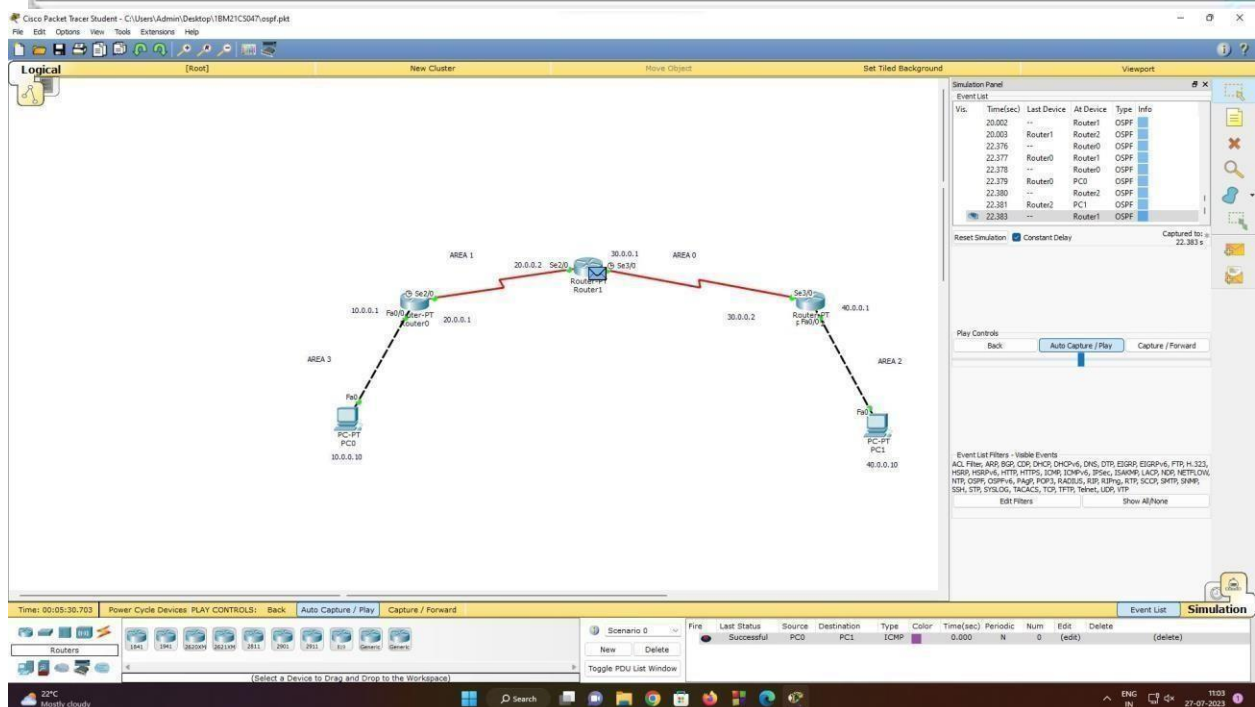 Cisco Packet Tracer Student - C:\Users\Admin\Desktop\1BM21CS047\ospf.pkt
File Edit Options View Tools Extensions Help
Logical [Root] New Cluster Move Object Set Tiled Background Viewport
Simulation Panel
Event List
Vis. Time(sec) Last Device At Device Type Info
20.002 -- Router1 OSPF
20.003 Router1 Router2 OSPF
22.376 -- Router0 OSPF
22.377 Router0 Router1 OSPF
22.378 -- Router0 OSPF
22.379 Router0 PC0 OSPF
22.380 -- Router2 OSPF
22.381 Router2 PC1 OSPF
22.383 -- Router1 OSPF
Reset Simulation Constant Delay Captured to:
22.383 s
Play Controls
Back Auto Capture / Play Capture / Forward
Event List Filters - Visible Events
ACL Filter, ARP, BGP, CDP, DHCP, DHCPv6, DNS, DTP, EIGRP, EIGRPv6, FTP, H.323,
HSRP, HSRPv6, HTTP, HTTPS, ICMP, ICMPv6, IPSec, ISAKMP, LACP, NDP, NETFLOW,
NTP, OSPF, OSPFv6, PAgP, POP3, RADIUS, RIP, RIPng, RTP, SCCP, SMTP, SNMP,
SSH, STP, SYSLOG, TACACS, TCP, TFTP, Telnet, UDP, VTP
Edit Filters Show All/None
AREA 1
20.0.0.2 Se2/0
30.0.0.1
Se3/0
AREA 0
Router1
Se2/0
10.0.0.1 Fa0/0
20.0.0.1
Se3/0
40.0.0.1
30.0.0.2
Fa0/0
AREA 3
AREA 2
Fa0
PC-PT
PC0
10.0.0.10
Fa0
PC-PT
PC1
40.0.0.10
Time: 00:05:30.703 Power Cycle Devices PLAY CONTROLS: Back Auto Capture / Play Capture / Forward Event List Simulation
Routers
1841 1941 2620XM 2621XM 2811 2901 2911 Generic Generic
(Select a Device to Drag and Drop to the Workspace)
Scenario 0
New Delete
Toggle PDU List Window
Fire Last Status Source Destination Type Color Time(sec) Periodic Num Edit Delete
Successful PC0 PC1 ICMP 0.000 N 0 (edit) (delete)
22°C
Mostly cloudy
Search
ENG
IN
11:03
27-07-2023